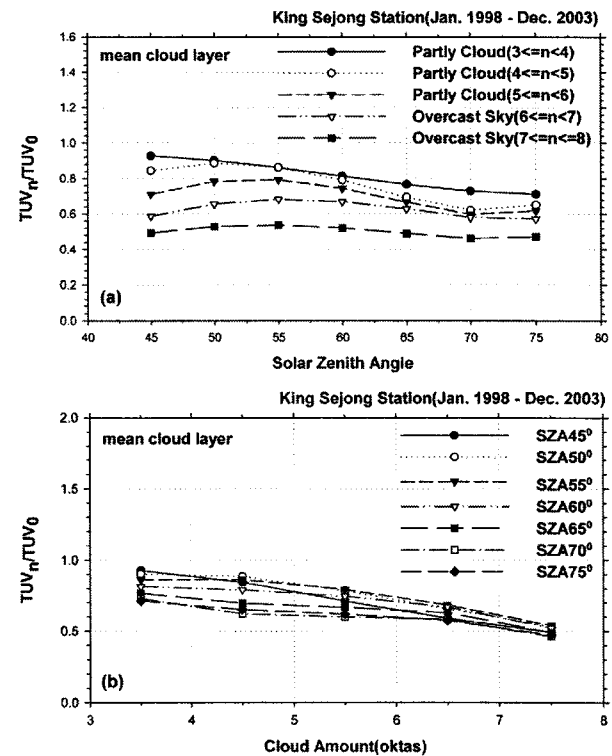 King Sejong Station(Jan. 1998 - Dec. 2003)
mean cloud layer
Partly Cloud(3<=n<4)
Partly Cloud(4<=n<5)
Partly Cloud(5<=n<6)
Overcast Sky(6<=n<7)
Overcast Sky(7<=n<=8)
1.6
1.4
1.2
1.0
0.8
0.6
0.4
0.2
0.0
TUVn/TUV0
(a)
40 45 50 55 60 65 70 75 80
Solar Zenith Angle
King Sejong Station(Jan. 1998 - Dec. 2003)
mean cloud layer
SZA45⁰
SZA50⁰
SZA55⁰
SZA60⁰
SZA65⁰
SZA70⁰
SZA75⁰
2.0
1.5
1.0
0.5
0.0
TUVn/TUV0
(b)
3 4 5 6 7 8
Cloud Amount(oktas)